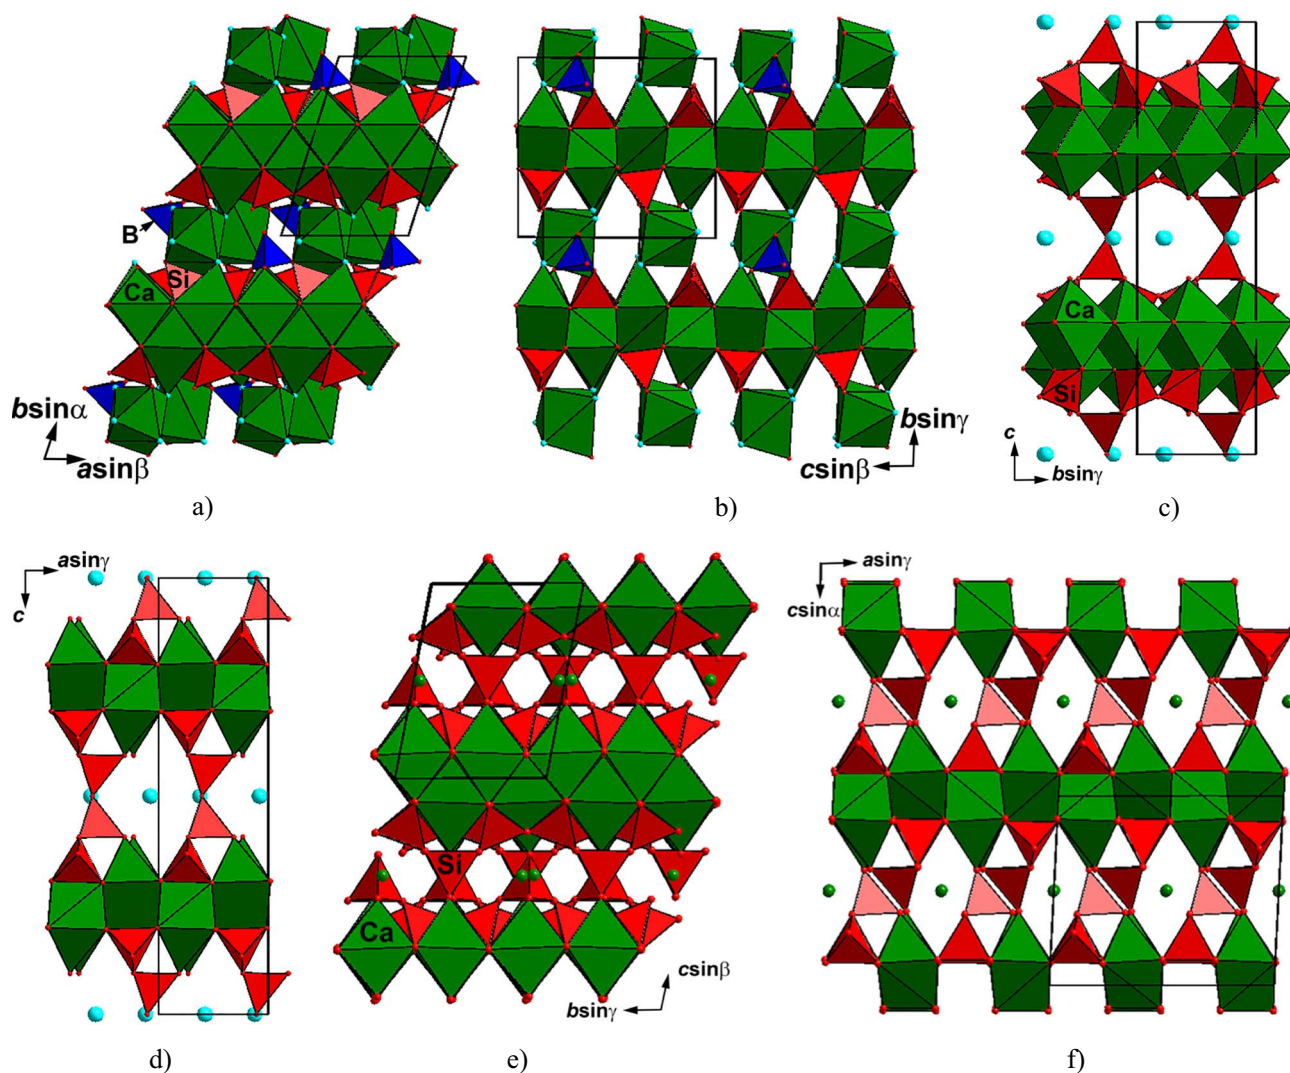 B
Si
Ca
bsinα
asinβ
a)
bsinγ
csinβ
b)
Ca
Si
c
bsinγ
c)
asinγ
c
d)
Si
Ca
csinβ
bsinγ
e)
asinγ
csinα
f)